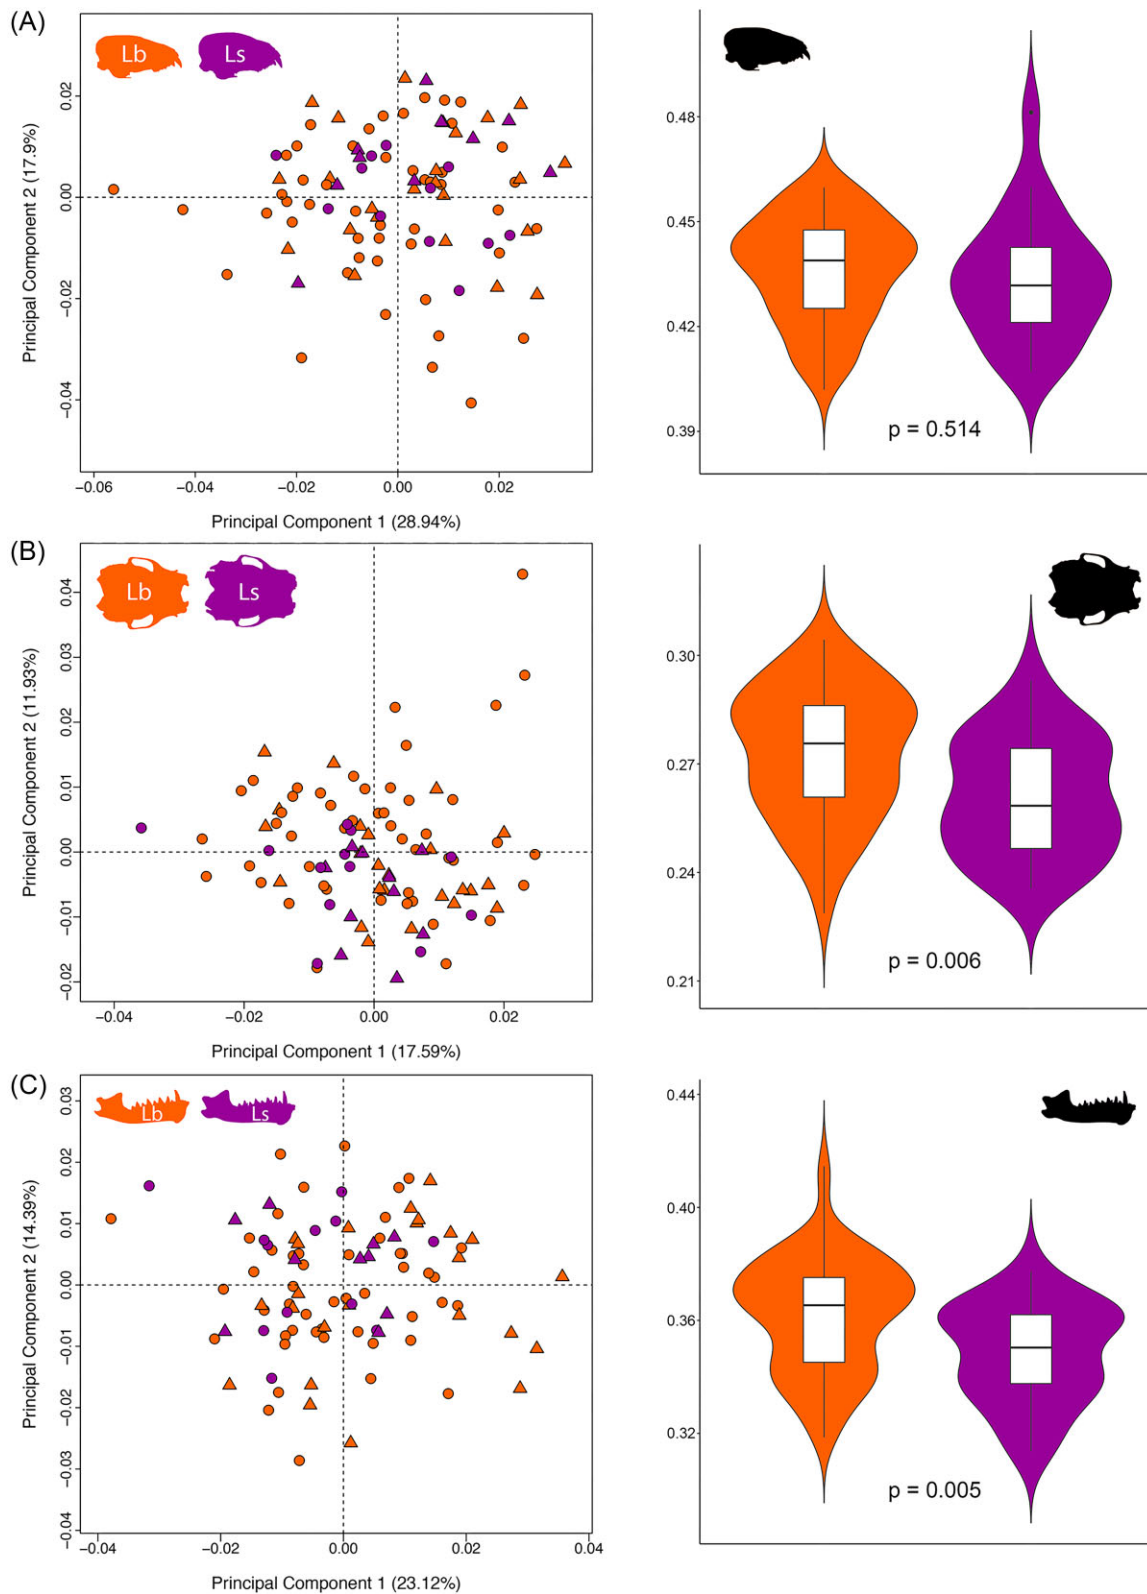 (A)
Lb Ls
Principal Component 2 (17.9%)
0.02
0.00
−0.02
−0.04
−0.06 −0.04 −0.02 0.00 0.02
Principal Component 1 (28.94%)
0.48
0.45
0.42
0.39
p = 0.514
(B)
Lb Ls
Principal Component 2 (11.93%)
0.04
0.03
0.02
0.01
0.00
−0.01
−0.02
−0.04 −0.02 0.00 0.02
Principal Component 1 (17.59%)
0.30
0.27
0.24
0.21
p = 0.006
(C)
Lb Ls
Principal Component 2 (14.39%)
0.03
0.02
0.01
0.00
−0.01
−0.02
−0.03
−0.04
−0.04 −0.02 0.00 0.02 0.04
Principal Component 1 (23.12%)
0.44
0.40
0.36
0.32
p = 0.005